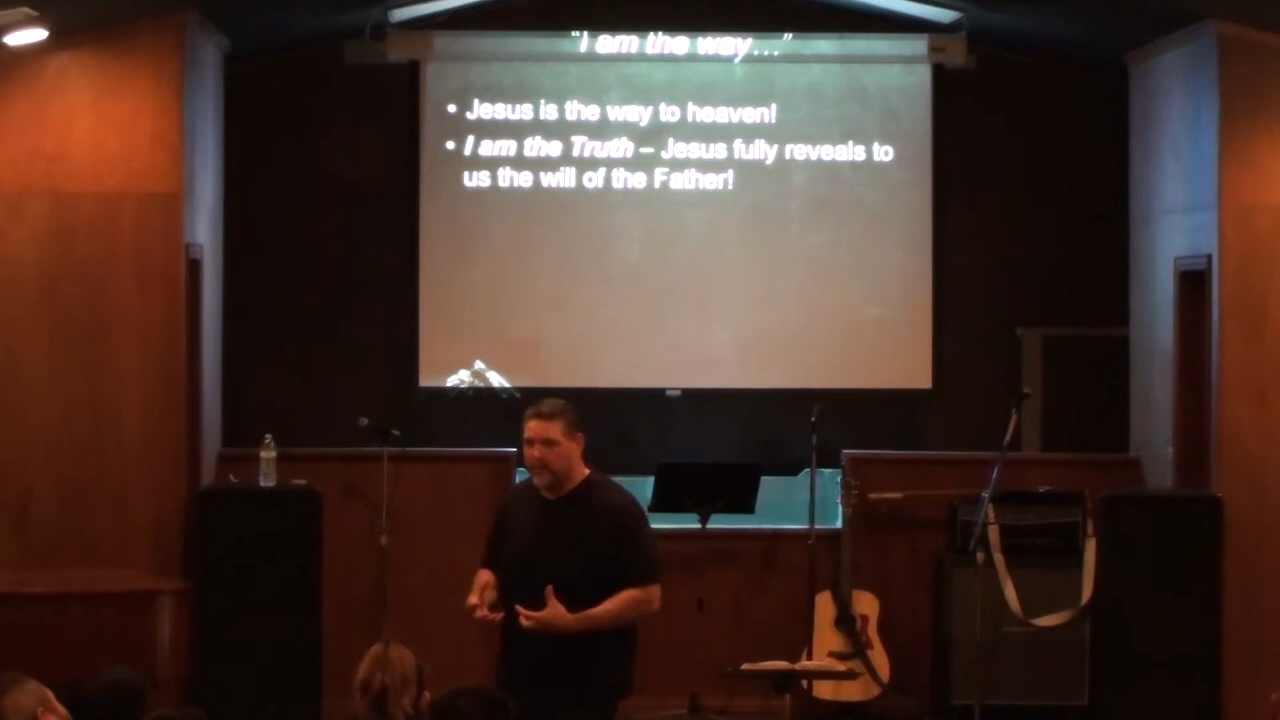 "I am the way..."
• Jesus is the way to heaven!
• I am the Truth – Jesus fully reveals to
us the will of the Father!